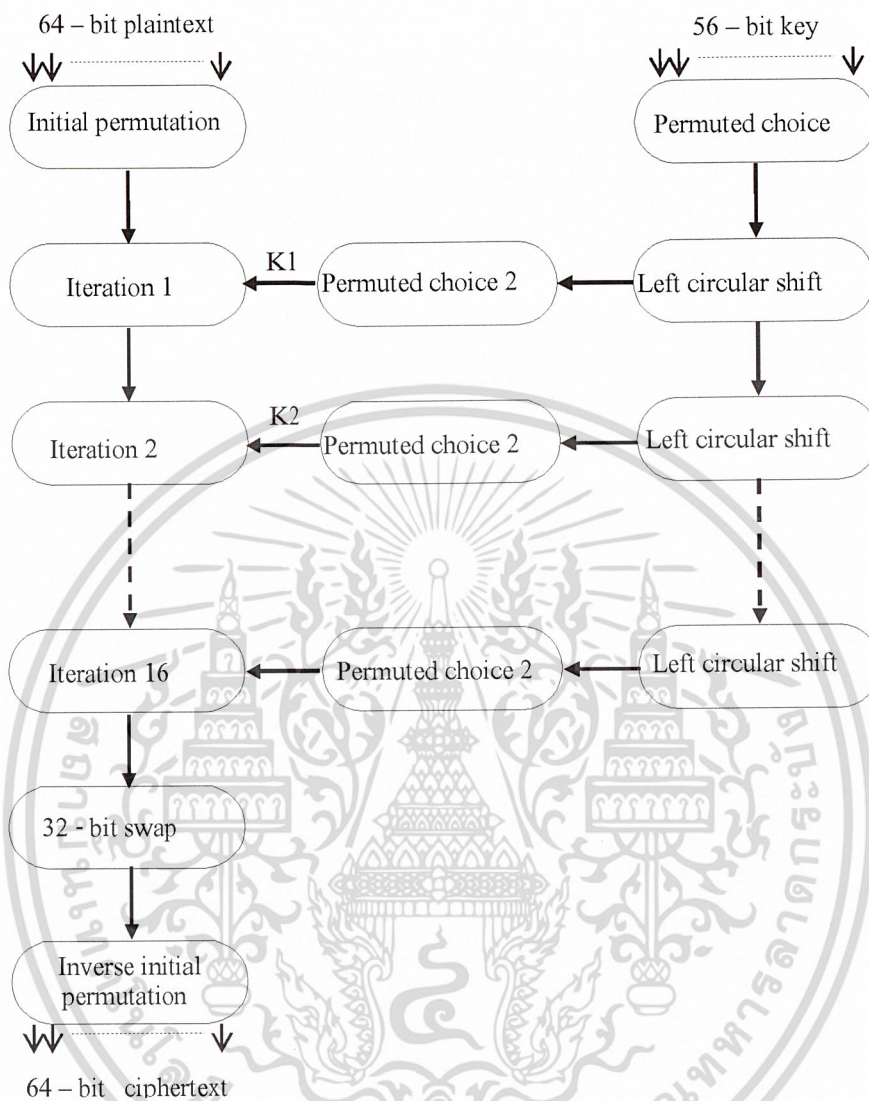 64 – bit plaintext
56 – bit key
Initial permutation
Permuted choice
Iteration 1
K1
Permuted choice 2
Left circular shift
Iteration 2
K2
Permuted choice 2
Left circular shift
Iteration 16
Permuted choice 2
Left circular shift
32 - bit swap
Inverse initial
permutation
64 – bit ciphertext